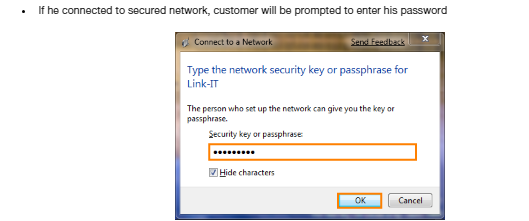 • If he connected to secured network, customer will be prompted to enter his password
Connect to a Network Send Feedback X
Type the network security key or passphrase for
Link-IT
The person who set up the network can give you the key or
passphrase.
Security key or passphrase:
•••••••••
Hide characters
OK Cancel